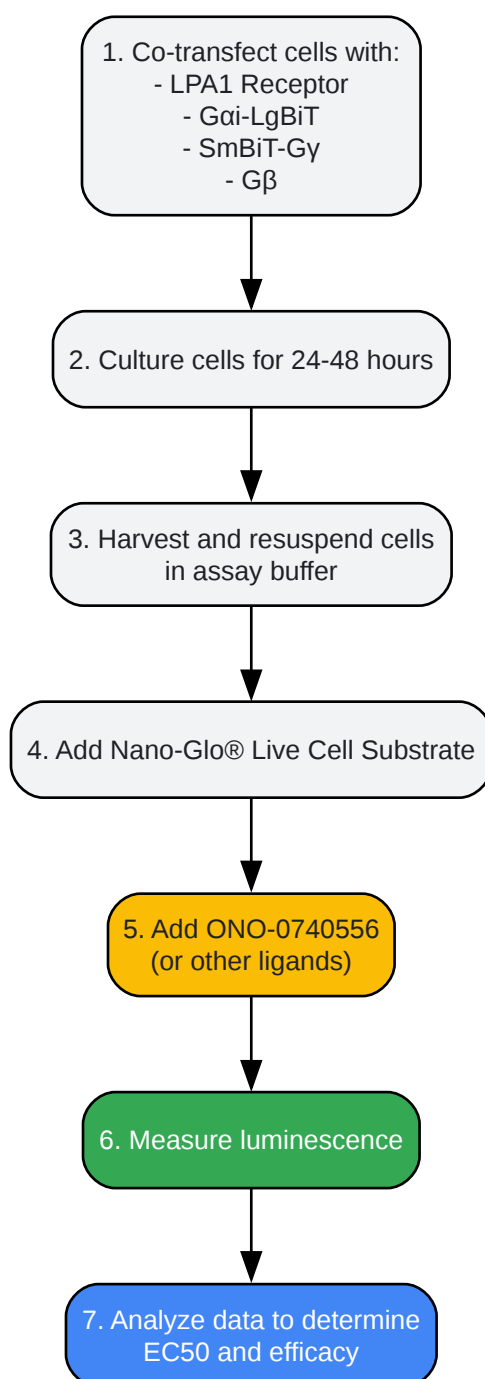 1. Co-transfect cells with:
- LPA1 Receptor
- Gαi-LgBiT
- SmBiT-Gγ
- Gβ
2. Culture cells for 24-48 hours
3. Harvest and resuspend cells
in assay buffer
4. Add Nano-Glo® Live Cell Substrate
5. Add ONO-0740556
(or other ligands)
6. Measure luminescence
7. Analyze data to determine
EC50 and efficacy